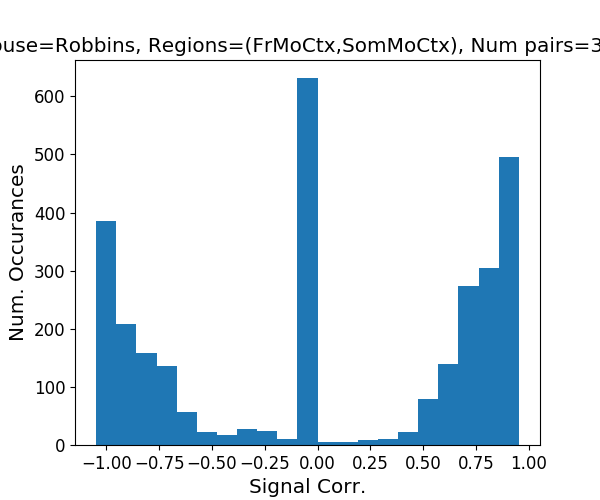 ouse=Robbins, Regions=(FrMoCtx,SomMoCtx), Num pairs=3
600
500
400
300
200
100
0
Num. Occurances
−1.00 −0.75 −0.50 −0.25 0.00 0.25 0.50 0.75 1.00
Signal Corr.